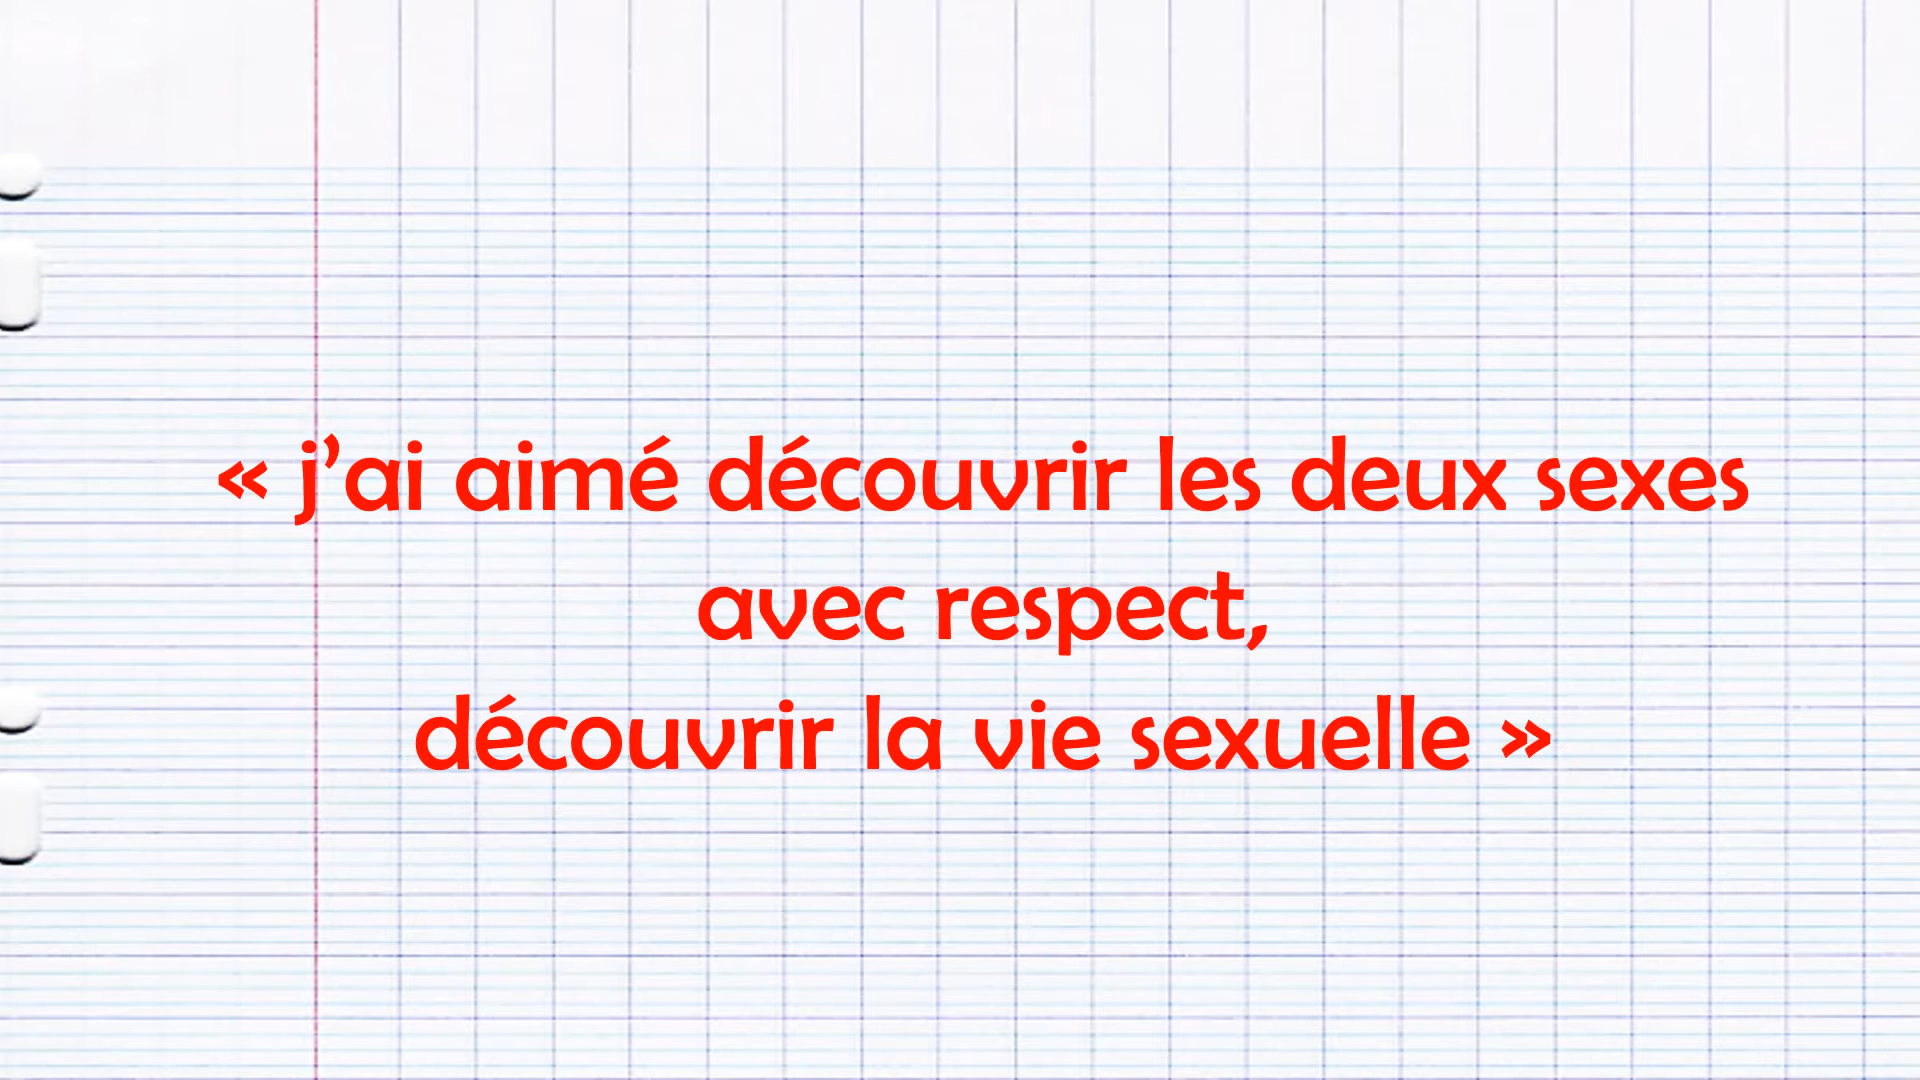 « j’ai aimé découvrir les deux sexes
avec respect,
découvrir la vie sexuelle »